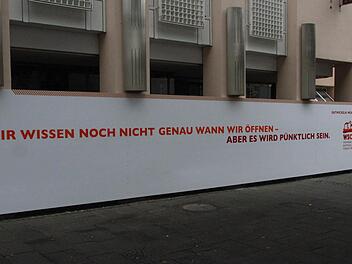 IR WISSEN NOCH NICHT GENAU WANN WIR ÖFFNEN –
ABER ES WIRD PÜNKTLICH SEIN.